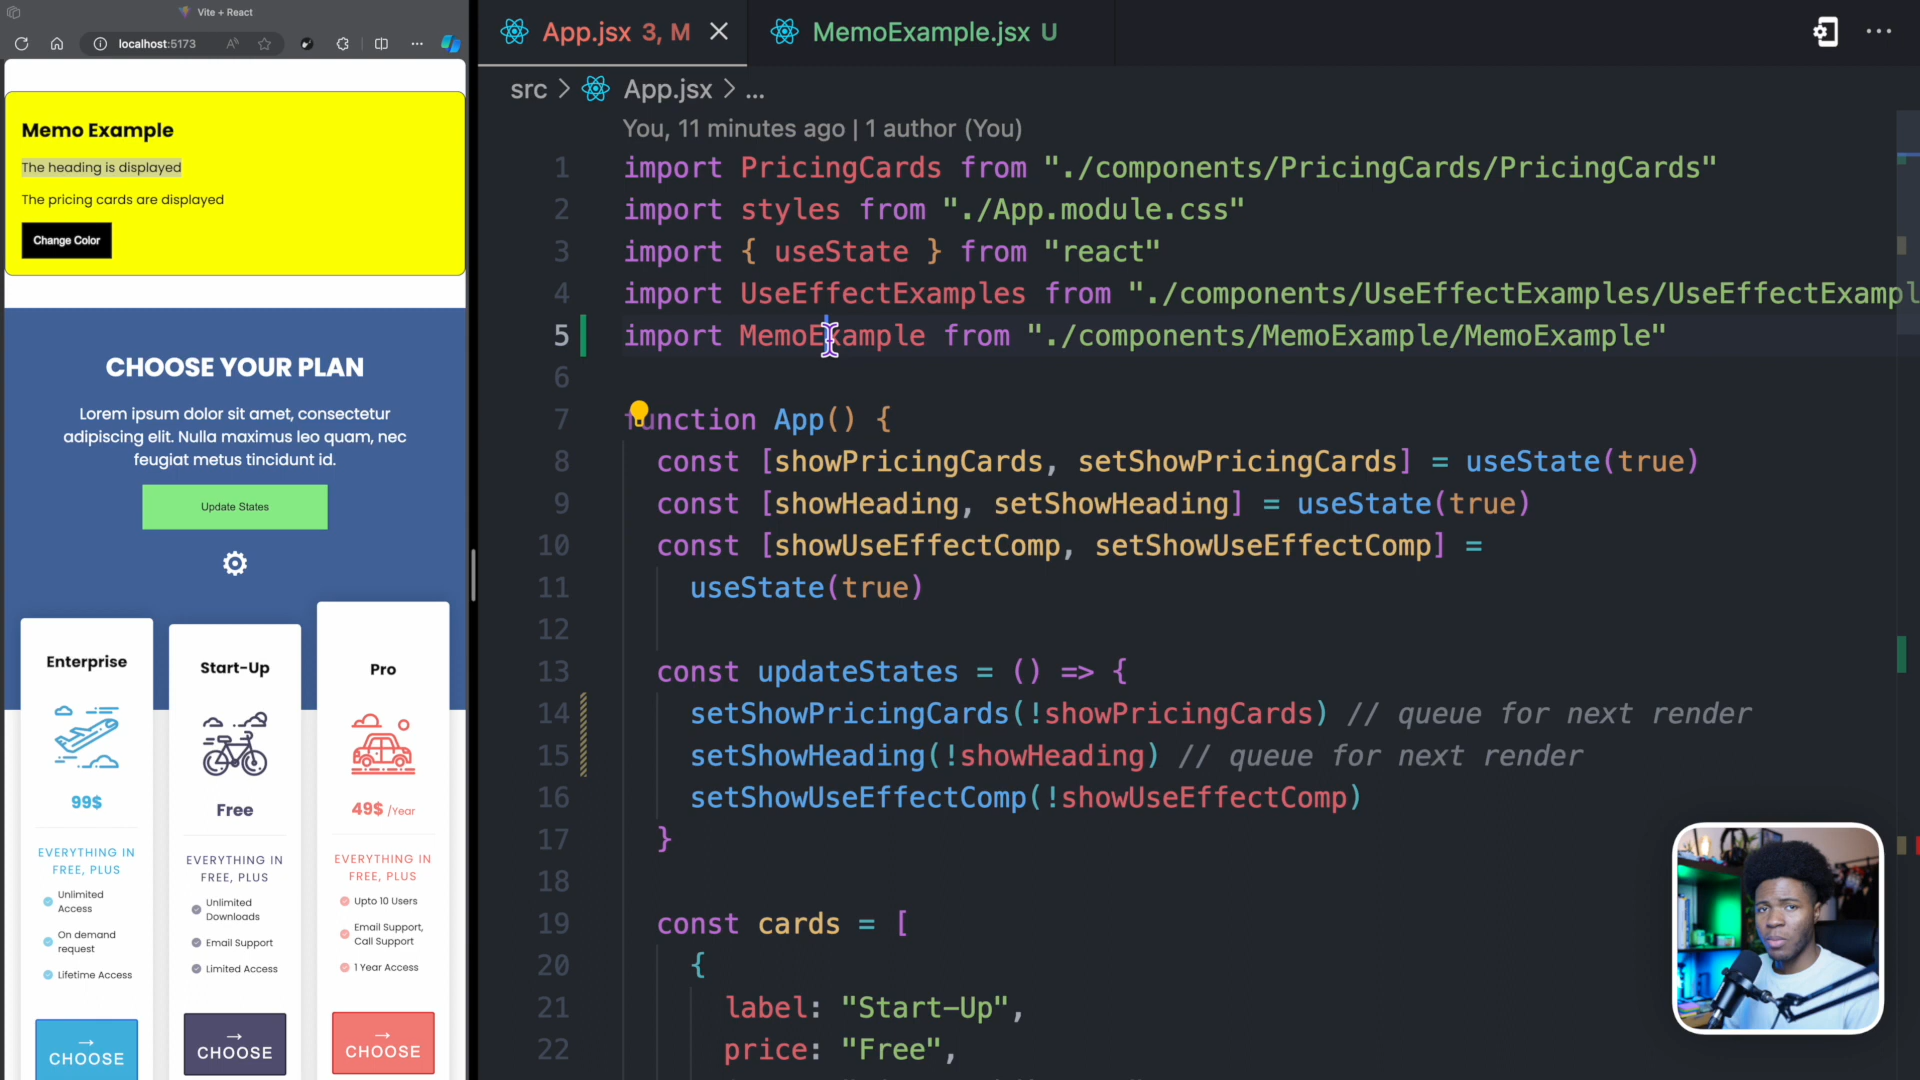 Vite + React
localhost:5173
Memo Example
The heading is displayed
The pricing cards are displayed
Change Color
CHOOSE YOUR PLAN
Lorem ipsum dolor sit amet, consectetur
adipiscing elit. Nulla maximus leo quam, nec
feugiat metus tincidunt id.
Update States
Enterprise
99$
EVERYTHING IN
FREE, PLUS
Unlimited
Access
On demand
request
Lifetime Access
→
CHOOSE
Start-Up
Free
EVERYTHING IN
FREE, PLUS
Unlimited
Downloads
Email Support
Limited Access
→
CHOOSE
Pro
49$ /Year
EVERYTHING IN
FREE, PLUS
Upto 10 Users
Email Support,
Call Support
1 Year Access
→
CHOOSE
App.jsx 3, M
MemoExample.jsx U
src > App.jsx > ...
You, 11 minutes ago | 1 author (You)
1 import PricingCards from "./components/PricingCards/PricingCards"
2 import styles from "./App.module.css"
3 import { useState } from "react"
4 import UseEffectExamples from "./components/UseEffectExamples/UseEffectExampl
5 import MemoExample from "./components/MemoExample/MemoExample"
6
7 function App() {
8 const [showPricingCards, setShowPricingCards] = useState(true)
9 const [showHeading, setShowHeading] = useState(true)
10 const [showUseEffectComp, setShowUseEffectComp] =
11 useState(true)
12
13 const updateStates = () => {
14 setShowPricingCards(!showPricingCards) // queue for next render
15 setShowHeading(!showHeading) // queue for next render
16 setShowUseEffectComp(!showUseEffectComp)
17 }
18
19 const cards = [
20 {
21 label: "Start-Up",
22 price: "Free",